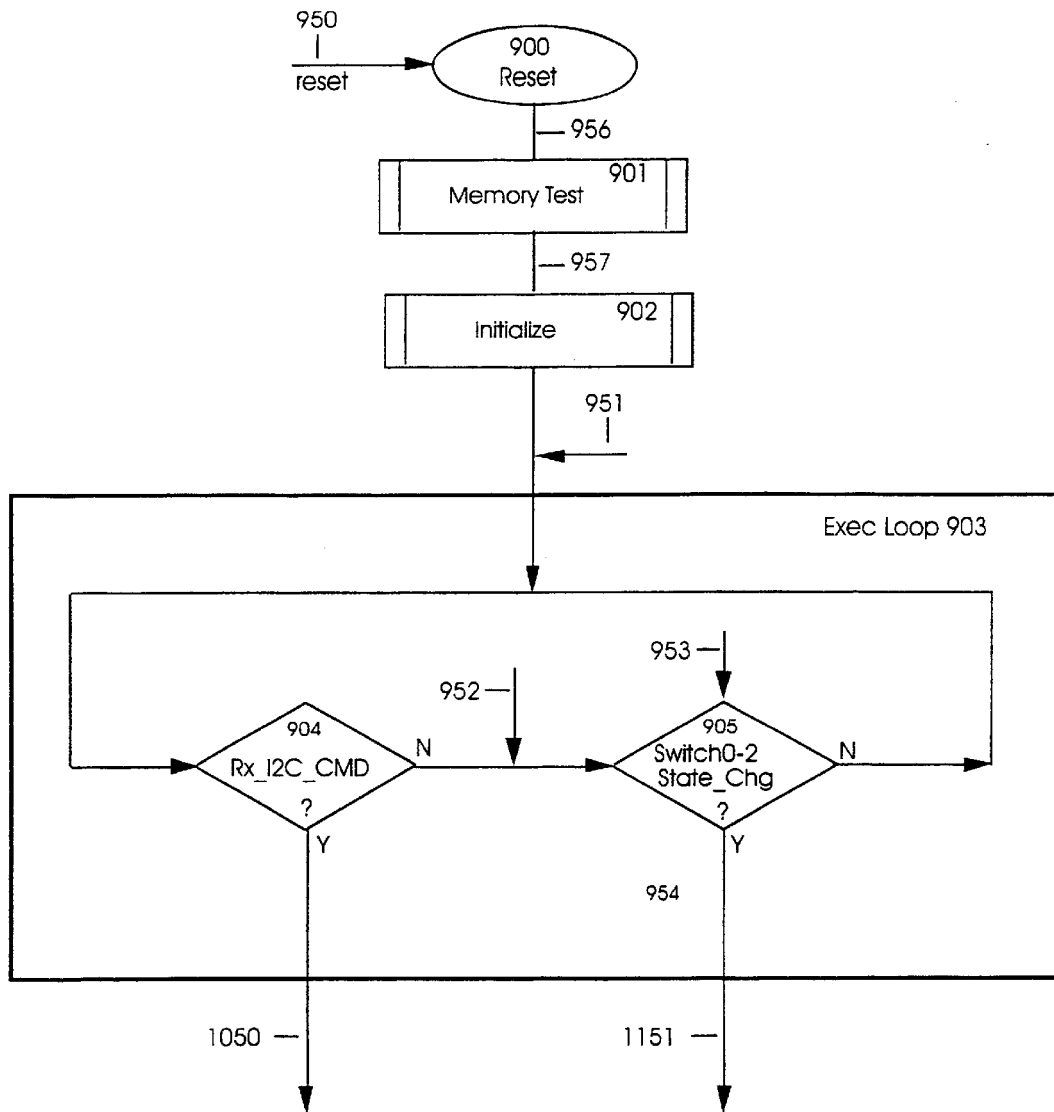 950
900
Reset
reset
956
901
Memory Test
957
902
Initialize
951
Exec Loop 903
953
952
904
Rx_I2C_CMD
?
N
Y
905
Switch0-2
State_Chg
?
N
Y
954
1050
1151